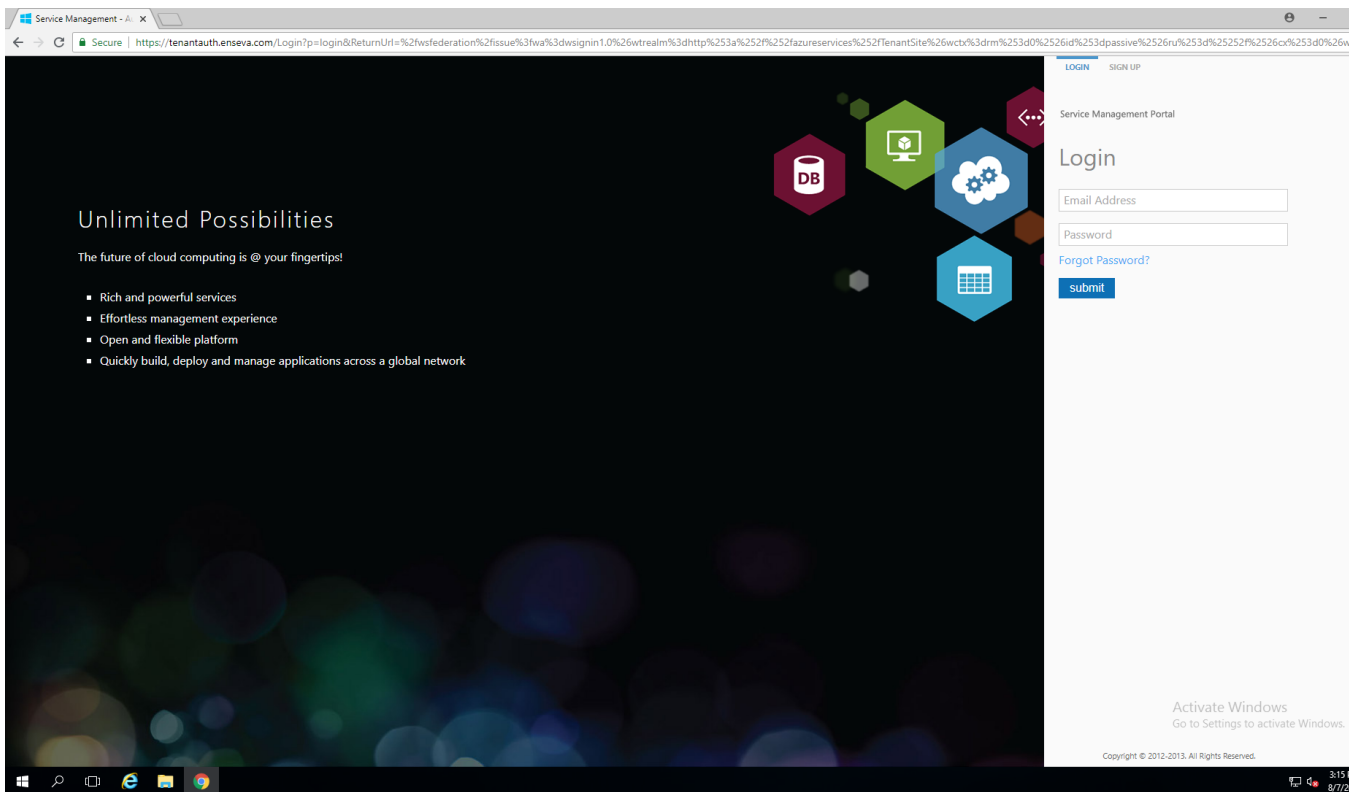 Service Management - A
Secure | https://tenantauth.enseva.com/Login?p=login&ReturnUrl=%2fwsfederation%2fissue%3fwa%3dwsignin1.0%26wtrealm%3dhttp%253a%252f%252fazureservices%252fTenantSite%26wctx%3drm%253d0%2526id%253dpassive%2526ru%253d%25252f%2526cx%253d0%26w
LOGIN SIGN UP
Service Management Portal
Login
Email Address
Password
Forgot Password?
submit
DB
Unlimited Possibilities
The future of cloud computing is @ your fingertips!
Rich and powerful services
Effortless management experience
Open and flexible platform
Quickly build, deploy and manage applications across a global network
Activate Windows
Go to Settings to activate Windows.
Copyright © 2012-2013. All Rights Reserved.
3:15
8/7/2